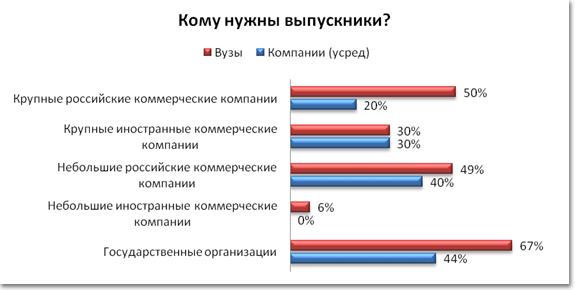 Кому нужны выпускники?
Вузы Компании (усред)
Крупные российские коммерческие компании 50%
20%
Крупные иностранные коммерческие 30%
компании 30%
Небольшие российские коммерческие 49%
компании 40%
Небольшие иностранные коммерческие 6%
компании 0%
Государственные организации 67%
44%